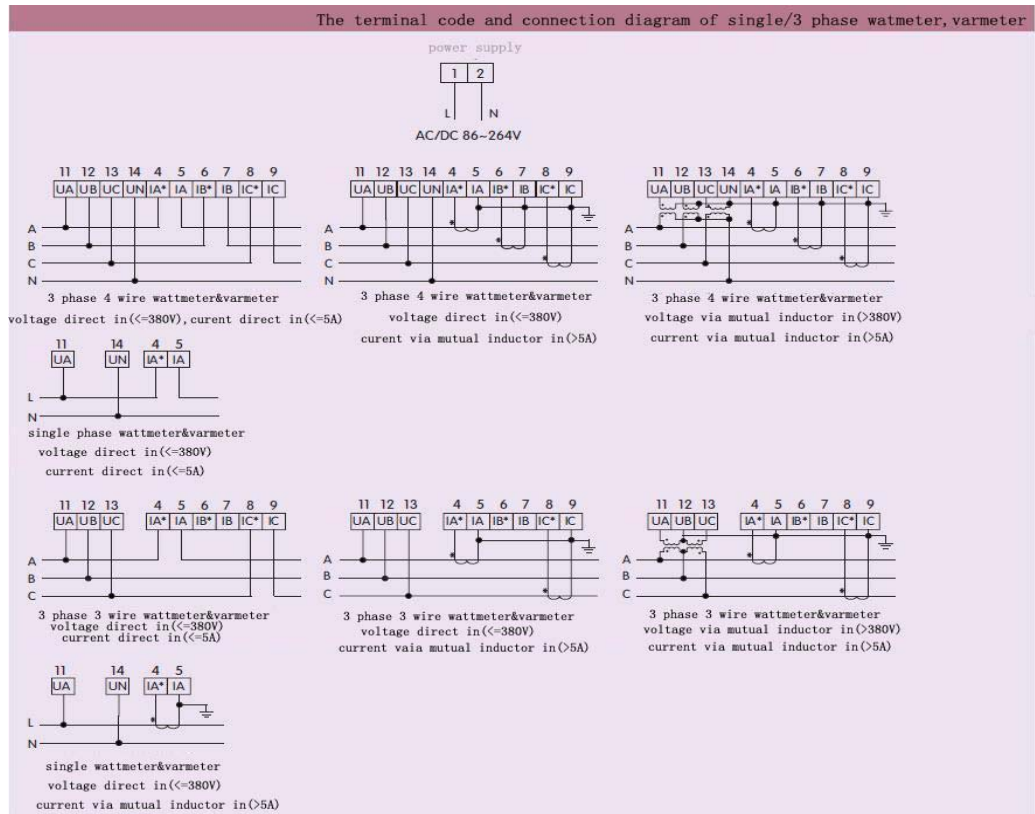 The terminal code and connection diagram of single/3 phase watmeter,varmeter
power supply
1 2
L N
AC/DC 86~264V
11 12 13 14 4 5 6 7 8 9
UA UB UC UN IA* IA IB* IB IC* IC
A
B
C
N
3 phase 4 wire wattmeter&varmeter
voltage direct in(<=380V),curent direct in(<=5A)
11 12 13 14 4 5 6 7 8 9
UA UB UC UN IA* IA IB* IB IC* IC
*
*
*
A
B
C
N
3 phase 4 wire wattmeter&varmeter
voltage direct in(<=380V)
curent via mutual inductor in(>5A)
11 12 13 14 4 5 6 7 8 9
UA UB UC UN IA* IA IB* IB IC* IC
*
*
*
A
B
C
N
3 phase 4 wire wattmeter&varmeter
voltage via mutual inductor in(>380V)
current via mutual inductor in(>5A)
11 14 4 5
UA UN IA* IA
L
N
single phase wattmeter&varmeter
voltage direct in(<=380V)
current direct in(<=5A)
11 12 13 4 5 6 7 8 9
UA UB UC IA* IA IB* IB IC* IC
A
B
C
3 phase 3 wire wattmeter&varmeter
voltage direct in(<=380V)
current direct in(<=5A)
11 12 13 4 5 6 7 8 9
UA UB UC IA* IA IB* IB IC* IC
*
*
A
B
C
3 phase 3 wire wattmeter&varmeter
voltage direct in(<=380V)
current vaia mutual inductor in(>5A)
11 12 13 4 5 6 7 8 9
UA UB UC IA* IA IB* IB IC* IC
*
*
A
B
C
3 phase 3 wire wattmeter&varmeter
voltage via mutual inductor in(>380V)
current via mutual inductor in(>5A)
11 14 4 5
UA UN IA* IA
*
L
N
single wattmeter&varmeter
voltage direct in(<=380V)
current via mutual inductor in(>5A)